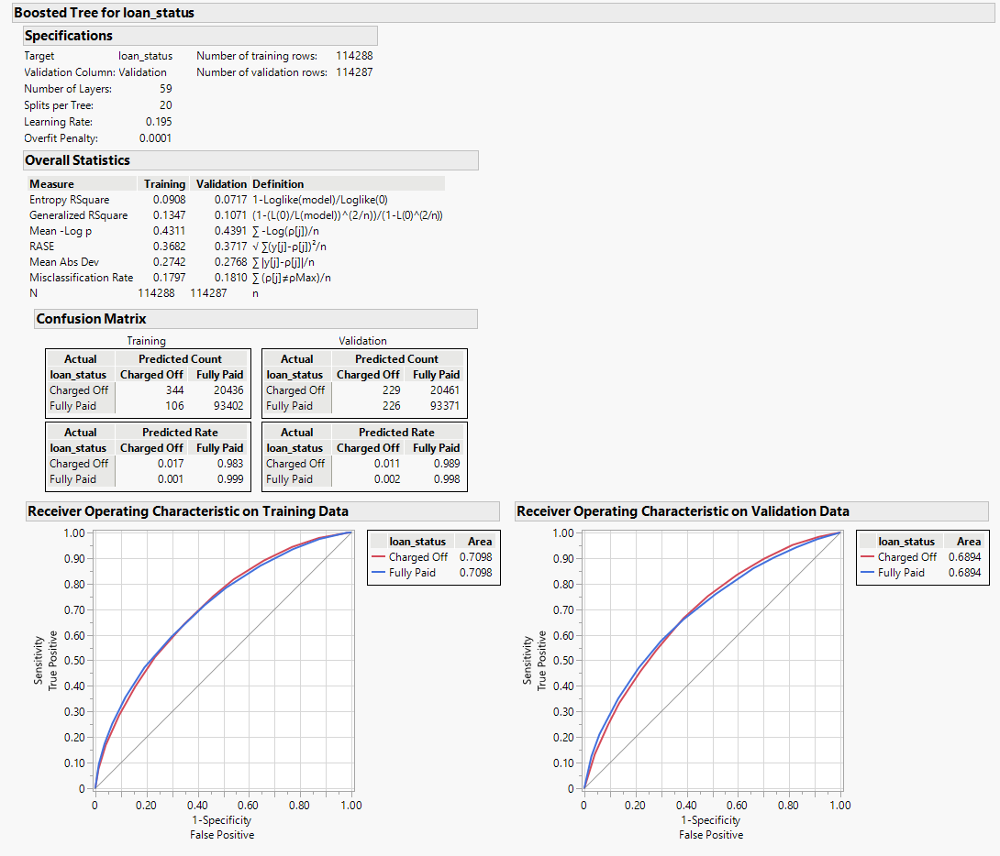 Boosted Tree for loan_status
Specifications
Target loan_status Number of training rows: 114288
Validation Column: Validation Number of validation rows: 114287
Number of Layers: 59
Splits per Tree: 20
Learning Rate: 0.195
Overfit Penalty: 0.0001
Overall Statistics
Measure Training Validation Definition
Entropy RSquare 0.0908 0.0717 1-Loglike(model)/Loglike(0)
Generalized RSquare 0.1347 0.1071 (1-(L(0)/L(model))^(2/n))/(1-L(0)^(2/n))
Mean -Log p 0.4311 0.4391 ∑ -Log(ρ[j])/n
RASE 0.3682 0.3717 √ ∑(y[j]-ρ[j])²/n
Mean Abs Dev 0.2742 0.2768 ∑ |y[j]-ρ[j]|/n
Misclassification Rate 0.1797 0.1810 ∑ (ρ[j]≠ρMax)/n
N 114288 114287 n
Confusion Matrix
Training Validation
Actual Predicted Count Actual Predicted Count
loan_status Charged Off Fully Paid loan_status Charged Off Fully Paid
Charged Off 344 20436 Charged Off 229 20461
Fully Paid 106 93402 Fully Paid 226 93371
Actual Predicted Rate Actual Predicted Rate
loan_status Charged Off Fully Paid loan_status Charged Off Fully Paid
Charged Off 0.017 0.983 Charged Off 0.011 0.989
Fully Paid 0.001 0.999 Fully Paid 0.002 0.998
Receiver Operating Characteristic on Training Data
1.00
0.90
0.80
0.70
0.60
0.50
0.40
0.30
0.20
0.10
0
Sensitivity
True Positive
0 0.20 0.40 0.60 0.80 1.00
1-Specificity
False Positive
loan_status Area
Charged Off 0.7098
Fully Paid 0.7098
Receiver Operating Characteristic on Validation Data
1.00
0.90
0.80
0.70
0.60
0.50
0.40
0.30
0.20
0.10
0
Sensitivity
True Positive
0 0.20 0.40 0.60 0.80 1.00
1-Specificity
False Positive
loan_status Area
Charged Off 0.6894
Fully Paid 0.6894